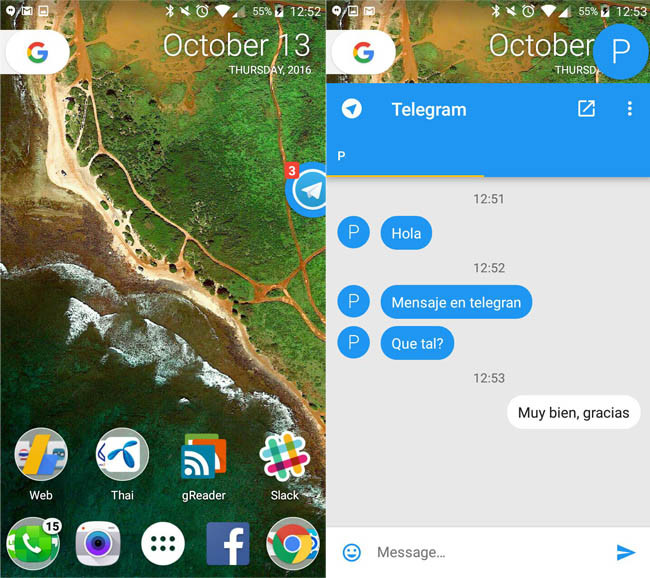 55% 12:52
October 13
THURSDAY, 2016
3
Web
Thai
gReader
Slack
15
55% 12:53
October
P
THURSD
Telegram
P
12:51
P
Hola
12:52
P
Mensaje en telegran
P
Que tal?
12:53
Muy bien, gracias
Message...